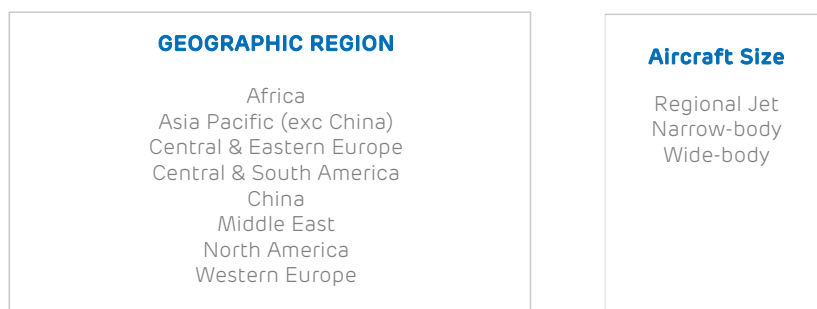 GEOGRAPHIC REGION
Africa
Asia Pacific (exc China)
Central & Eastern Europe
Central & South America
China
Middle East
North America
Western Europe
Aircraft Size
Regional Jet
Narrow-body
Wide-body